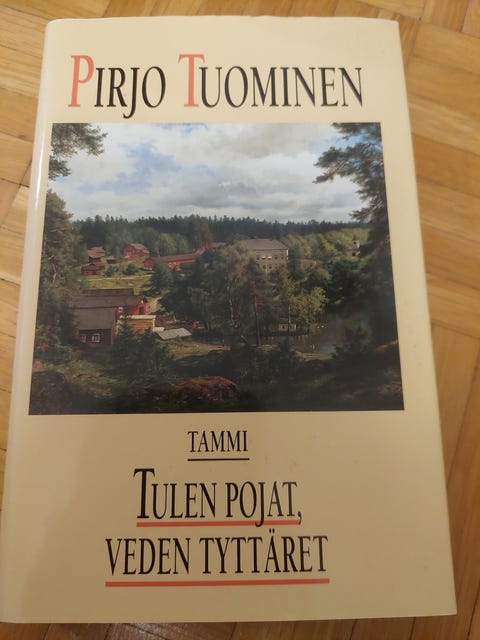 PIRJO TUOMINEN
TAMMI
TULEN POJAT,
VEDEN TYTTÄRET